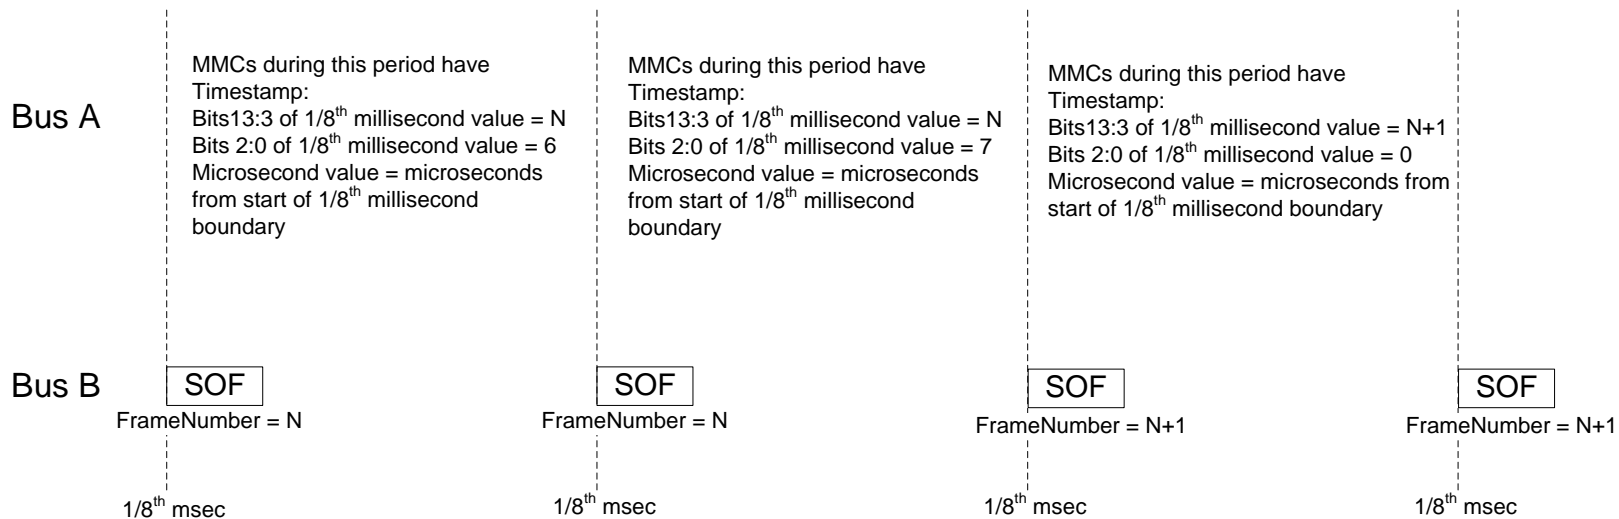 Bus A
MMCs during this period have
Timestamp:
Bits13:3 of 1/8th millisecond value = N
Bits 2:0 of 1/8th millisecond value = 6
Microsecond value = microseconds
from start of 1/8th millisecond
boundary
MMCs during this period have
Timestamp:
Bits13:3 of 1/8th millisecond value = N
Bits 2:0 of 1/8th millisecond value = 7
Microsecond value = microseconds
from start of 1/8th millisecond
boundary
MMCs during this period have
Timestamp:
Bits13:3 of 1/8th millisecond value = N+1
Bits 2:0 of 1/8th millisecond value = 0
Microsecond value = microseconds from
start of 1/8th millisecond boundary
Bus B
SOF
FrameNumber = N
SOF
FrameNumber = N
SOF
FrameNumber = N+1
SOF
FrameNumber = N+1
1/8th msec
1/8th msec
1/8th msec
1/8th msec